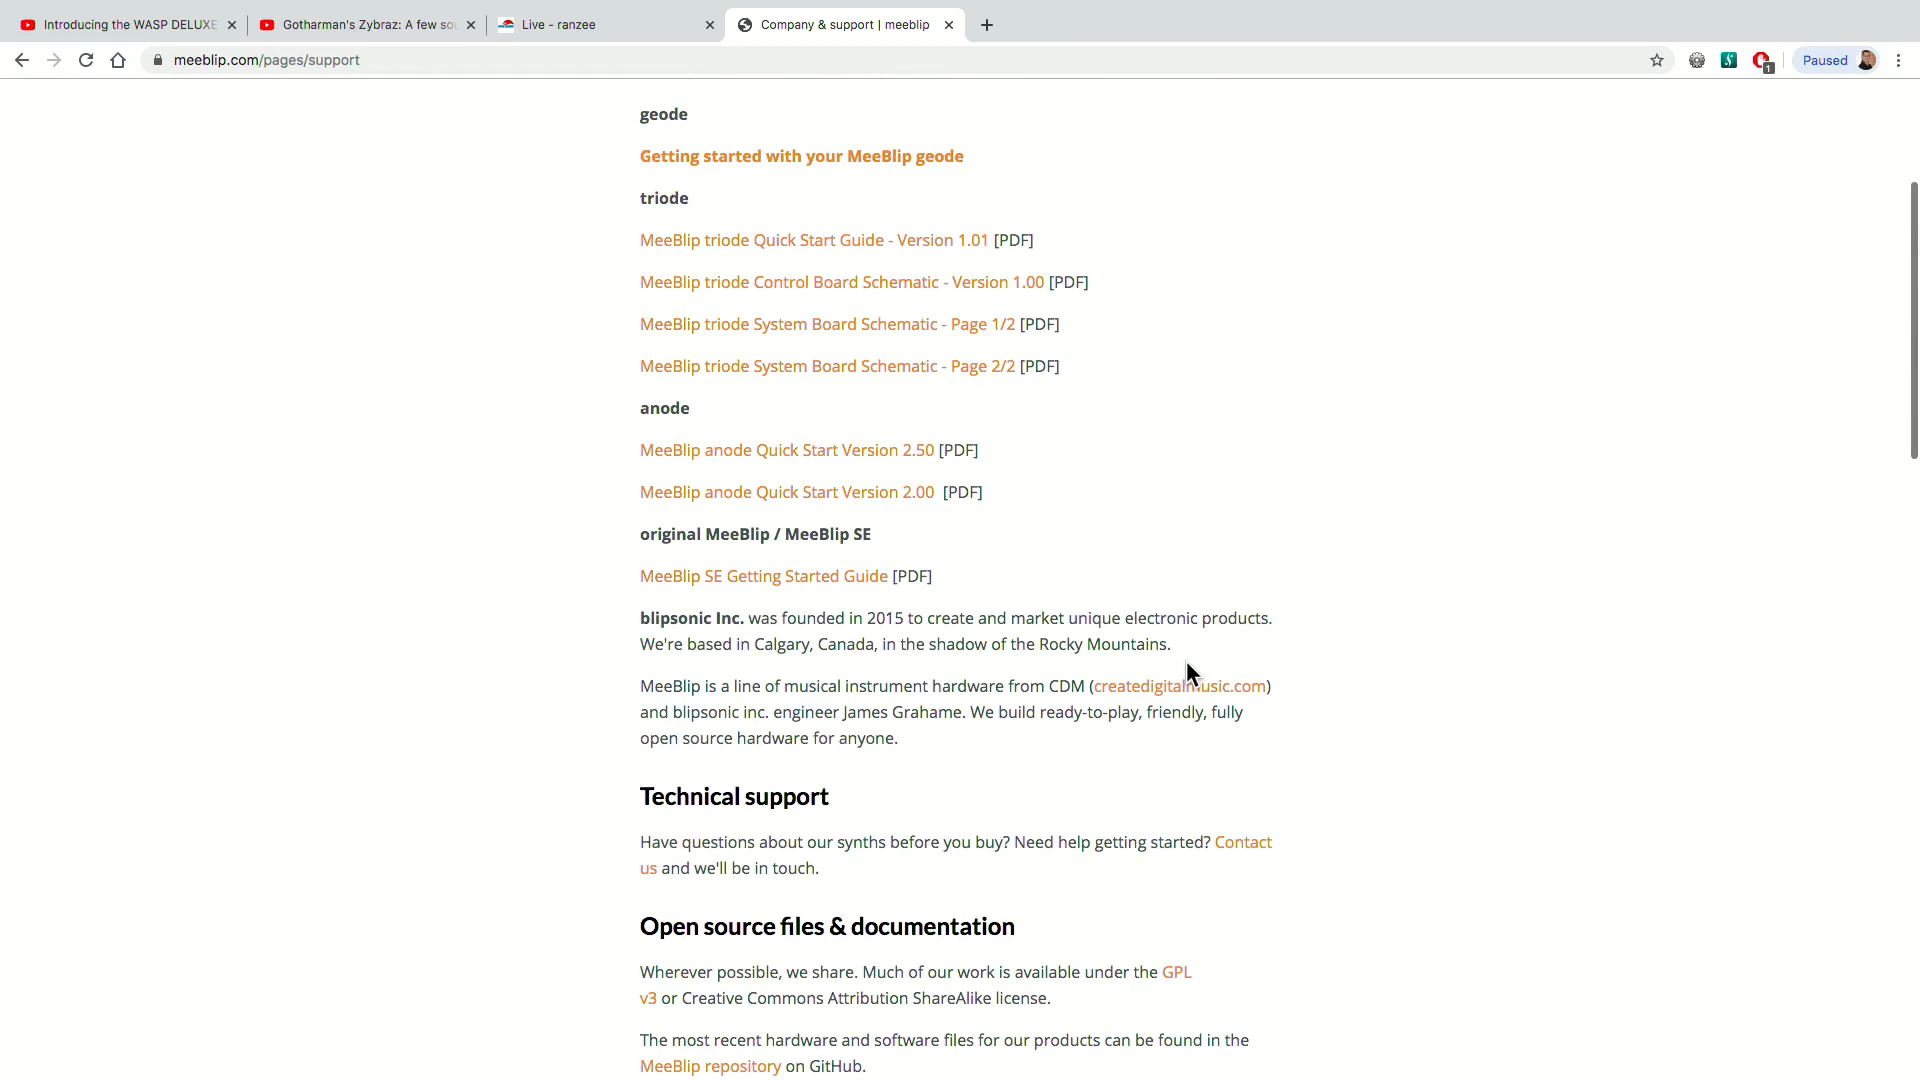 Introducing the WASP DELUXE
Gotharman's Zybraz: A few so
Live - ranzee
Company & support | meeblip
meeblip.com/pages/support
1
Paused
geode
Getting started with your MeeBlip geode
triode
MeeBlip triode Quick Start Guide - Version 1.01 [PDF]
MeeBlip triode Control Board Schematic - Version 1.00 [PDF]
MeeBlip triode System Board Schematic - Page 1/2 [PDF]
MeeBlip triode System Board Schematic - Page 2/2 [PDF]
anode
MeeBlip anode Quick Start Version 2.50 [PDF]
MeeBlip anode Quick Start Version 2.00 [PDF]
original MeeBlip / MeeBlip SE
MeeBlip SE Getting Started Guide [PDF]
blipsonic Inc. was founded in 2015 to create and market unique electronic products.
We're based in Calgary, Canada, in the shadow of the Rocky Mountains.
MeeBlip is a line of musical instrument hardware from CDM (createdigitalmusic.com)
and blipsonic inc. engineer James Grahame. We build ready-to-play, friendly, fully
open source hardware for anyone.
Technical support
Have questions about our synths before you buy? Need help getting started? Contact
us and we'll be in touch.
Open source files & documentation
Wherever possible, we share. Much of our work is available under the GPL
v3 or Creative Commons Attribution ShareAlike license.
The most recent hardware and software files for our products can be found in the
MeeBlip repository on GitHub.